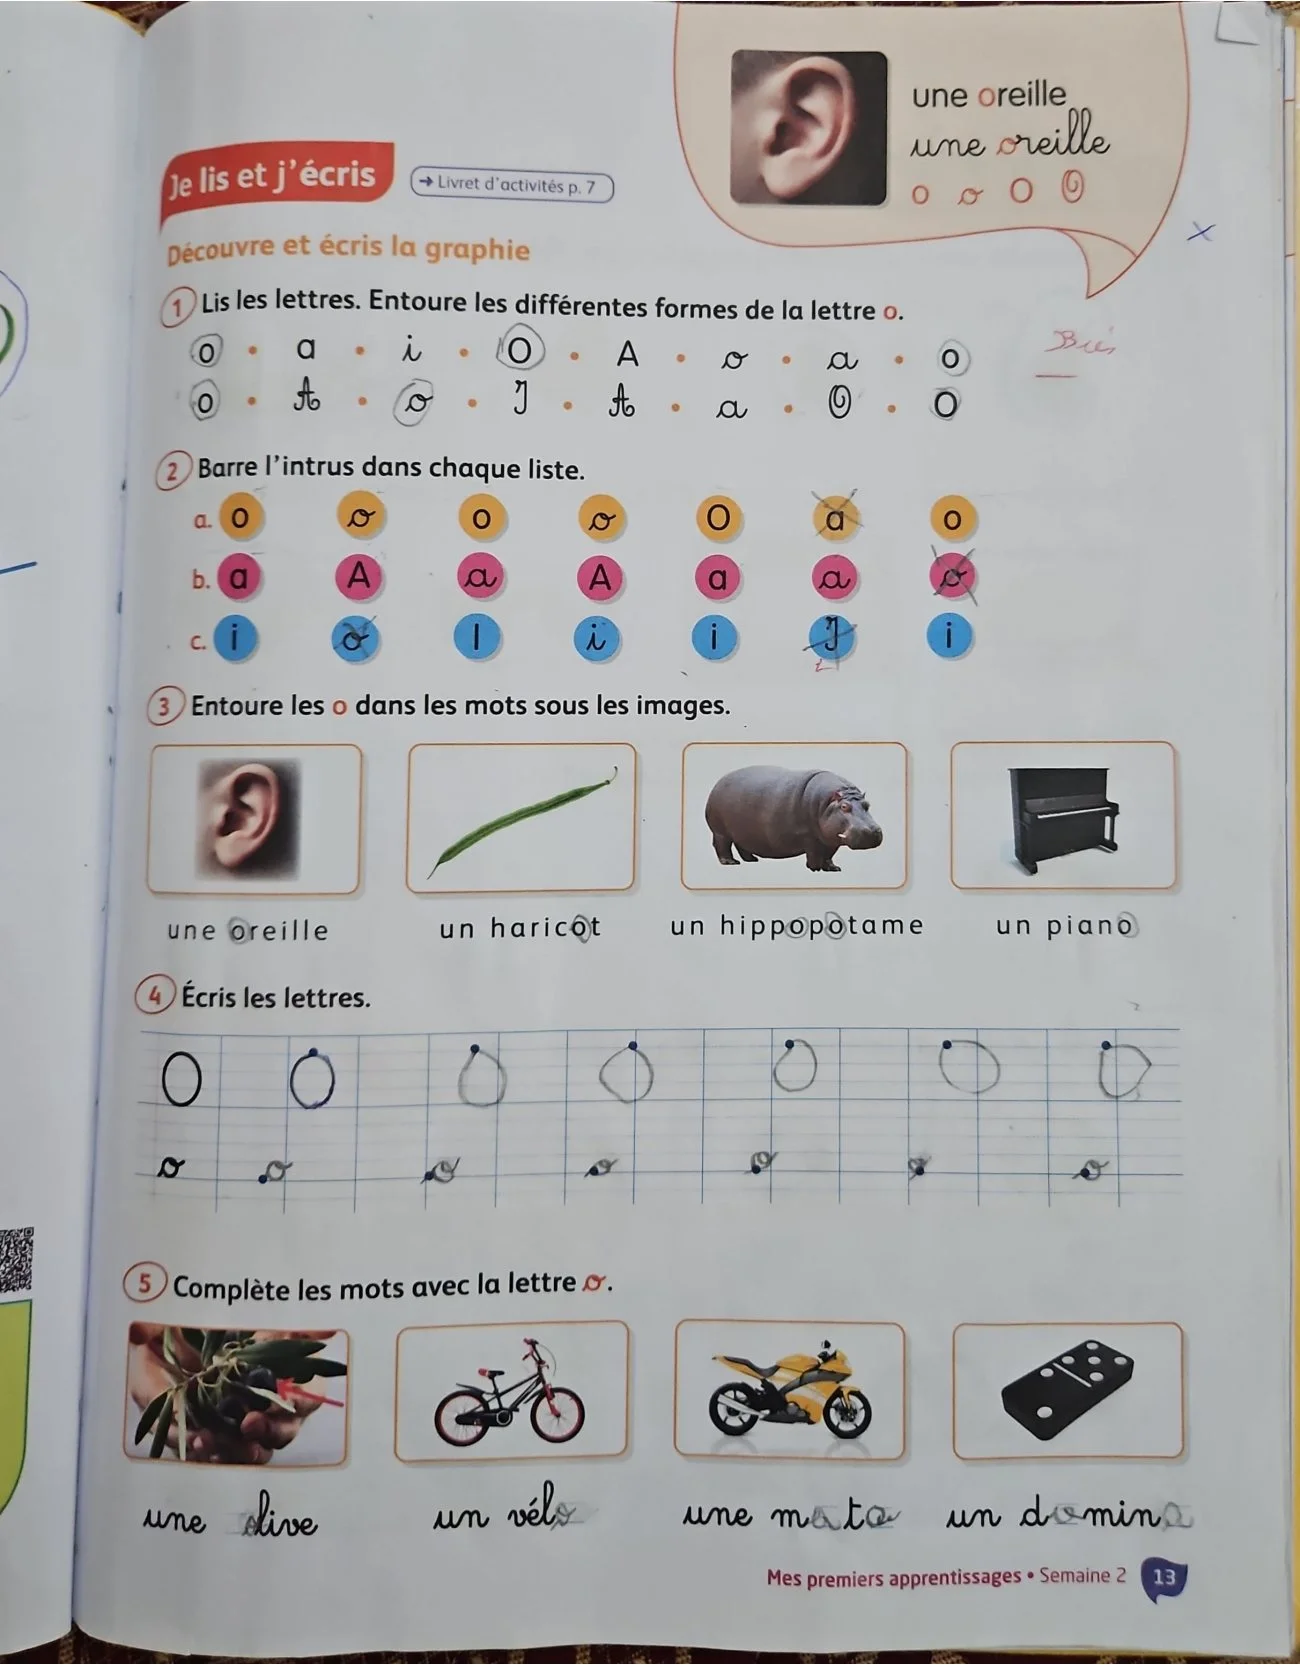 une oreille
une oreille
o o O O
Je lis et j'écris
➔ Livret d'activités p. 7
Découvre et écris la graphie
1 Lis les lettres. Entoure les différentes formes de la lettre o.
o • a • i • O • A • o • a • o
o • A • o • I • A • a • O • O
2 Barre l'intrus dans chaque liste.
a. o o o o O a o
b. a A a A a a o
c. i o I i i I i
3 Entoure les o dans les mots sous les images.
une oreille un haricot un hippopotame un piano
4 Écris les lettres.
O O O O O O O
o o o o o o o
5 Complète les mots avec la lettre o.
une olive un vélo une moto un domino
Mes premiers apprentissages • Semaine 2 13